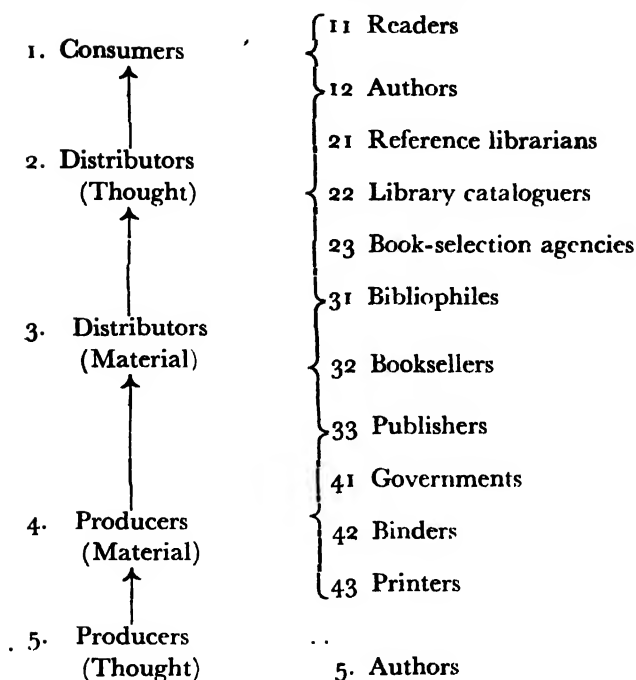 1. Consumers
2. Distributors
(Thought)
3. Distributors
(Material)
4. Producers
(Material)
5. Producers
(Thought)
11 Readers
12 Authors
21 Reference librarians
22 Library cataloguers
23 Book-selection agencies
31 Bibliophiles
32 Booksellers
33 Publishers
41 Governments
42 Binders
43 Printers
5. Authors